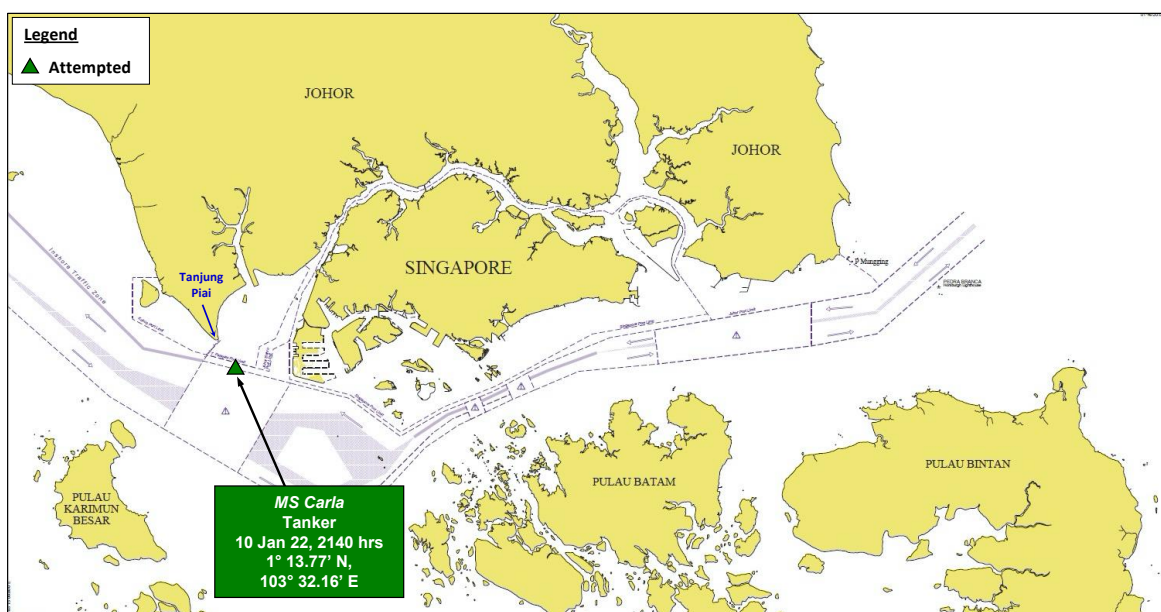 Legend
Attempted
JOHOR
JOHOR
SINGAPORE
Tanjung
Piai
Inshore Traffic Zone
P Mungging
PEDRA BRANCA
PULAU
KARIMUN
BESAR
PULAU BATAM
PULAU BINTAN
MS Carla
Tanker
10 Jan 22, 2140 hrs
1° 13.77’ N,
103° 32.16’ E